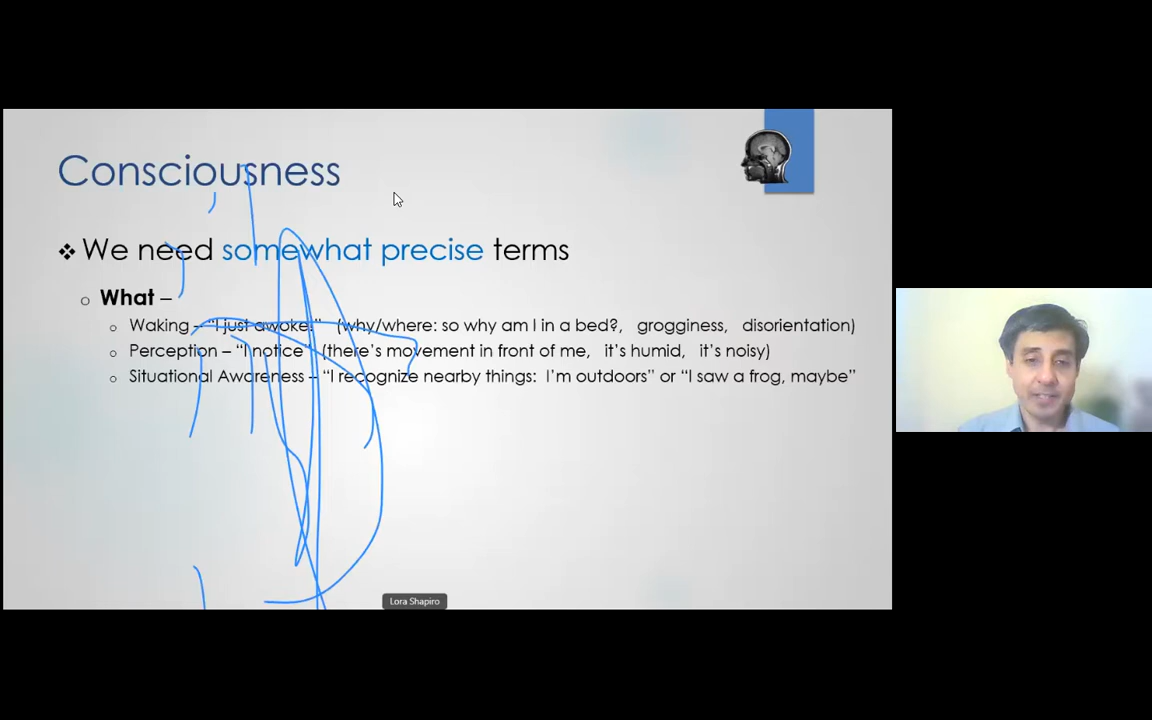 Consciousness
❖ We need somewhat precise terms
o What –
o Waking – “I just awoke!” (why/where: so why am I in a bed?, grogginess, disorientation)
o Perception – “I notice” (there’s movement in front of me, it’s humid, it’s noisy)
o Situational Awareness – “I recognize nearby things: I’m outdoors” or “I saw a frog, maybe”
Lora Shapiro